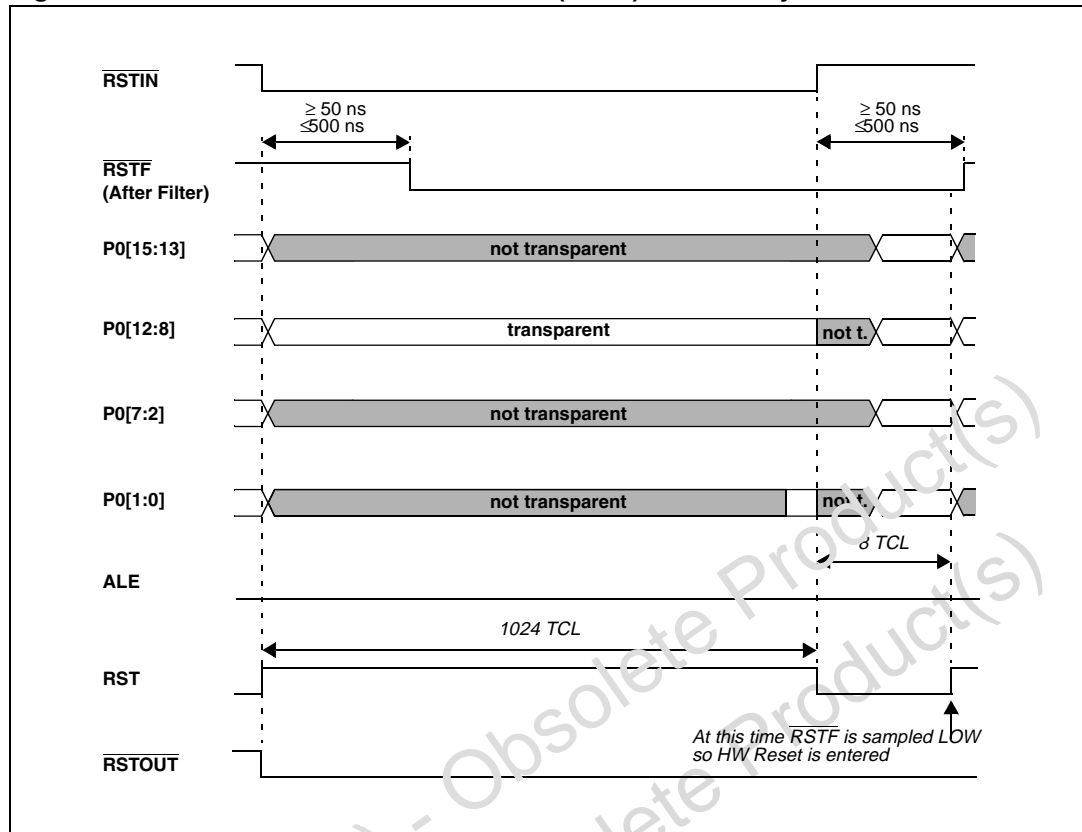 RSTIN
≥ 50 ns
≤500 ns
≥ 50 ns
≤500 ns
RSTF
(After Filter)
P0[15:13]
not transparent
P0[12:8]
transparent
not t.
P0[7:2]
not transparent
P0[1:0]
not transparent
not t.
8 TCL
ALE
1024 TCL
RST
At this time RSTF is sampled LOW
so HW Reset is entered
RSTOUT
Obsolete Product(s)
Obsolete Product(s)